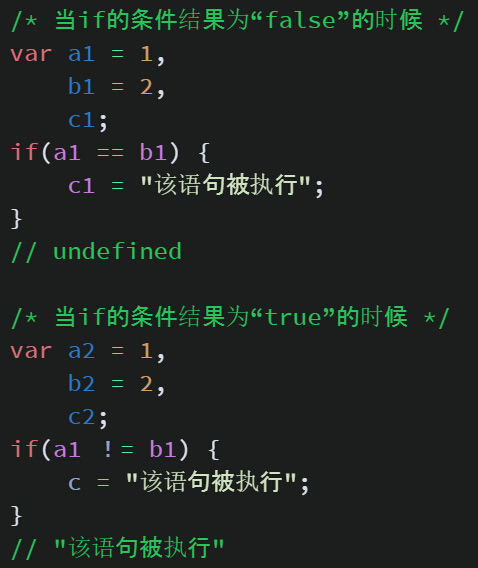 /* 当if的条件结果为“false”的时候 */
var a1 = 1,
    b1 = 2,
    c1;
if(a1 == b1) {
    c1 = "该语句被执行";
}
// undefined

/* 当if的条件结果为“true”的时候 */
var a2 = 1,
    b2 = 2,
    c2;
if(a1 != b1) {
    c = "该语句被执行";
}
// "该语句被执行"